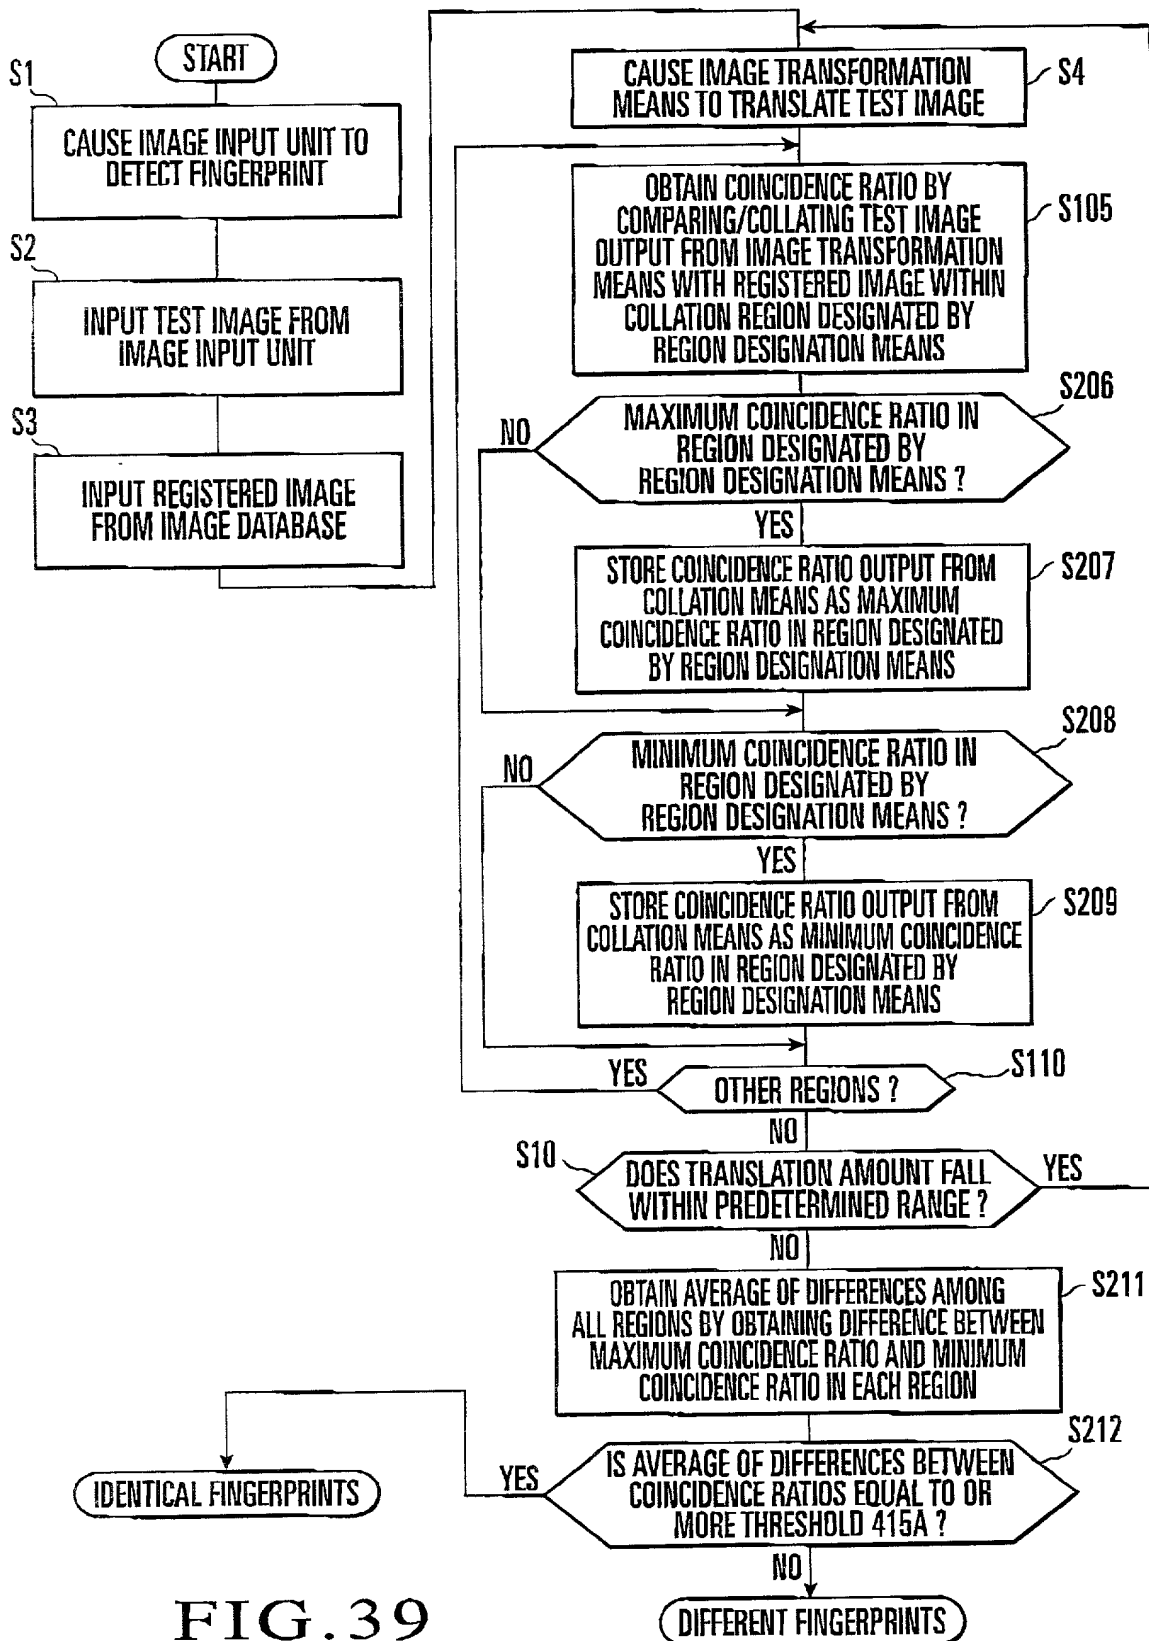 START
S1
CAUSE IMAGE INPUT UNIT TO
DETECT FINGERPRINT
S2
INPUT TEST IMAGE FROM
IMAGE INPUT UNIT
S3
INPUT REGISTERED IMAGE
FROM IMAGE DATABASE
CAUSE IMAGE TRANSFORMATION
MEANS TO TRANSLATE TEST IMAGE
S4
OBTAIN COINCIDENCE RATIO BY
COMPARING/COLLATING TEST IMAGE
OUTPUT FROM IMAGE TRANSFORMATION
MEANS WITH REGISTERED IMAGE WITHIN
COLLATION REGION DESIGNATED BY
REGION DESIGNATION MEANS
S105
S206
NO
MAXIMUM COINCIDENCE RATIO IN
REGION DESIGNATED BY
REGION DESIGNATION MEANS ?
YES
STORE COINCIDENCE RATIO OUTPUT FROM
COLLATION MEANS AS MAXIMUM
COINCIDENCE RATIO IN REGION DESIGNATED
BY REGION DESIGNATION MEANS
S207
S208
NO
MINIMUM COINCIDENCE RATIO IN
REGION DESIGNATED BY
REGION DESIGNATION MEANS ?
YES
STORE COINCIDENCE RATIO OUTPUT FROM
COLLATION MEANS AS MINIMUM COINCIDENCE
RATIO IN REGION DESIGNATED BY
REGION DESIGNATION MEANS
S209
YES
OTHER REGIONS ?
S110
NO
S10
DOES TRANSLATION AMOUNT FALL
WITHIN PREDETERMINED RANGE ?
YES
NO
OBTAIN AVERAGE OF DIFFERENCES AMONG
ALL REGIONS BY OBTAINING DIFFERENCE BETWEEN
MAXIMUM COINCIDENCE RATIO AND MINIMUM
COINCIDENCE RATIO IN EACH REGION
S211
S212
IS AVERAGE OF DIFFERENCES BETWEEN
COINCIDENCE RATIOS EQUAL TO OR
MORE THRESHOLD 415A ?
YES
IDENTICAL FINGERPRINTS
NO
DIFFERENT FINGERPRINTS
FIG.39